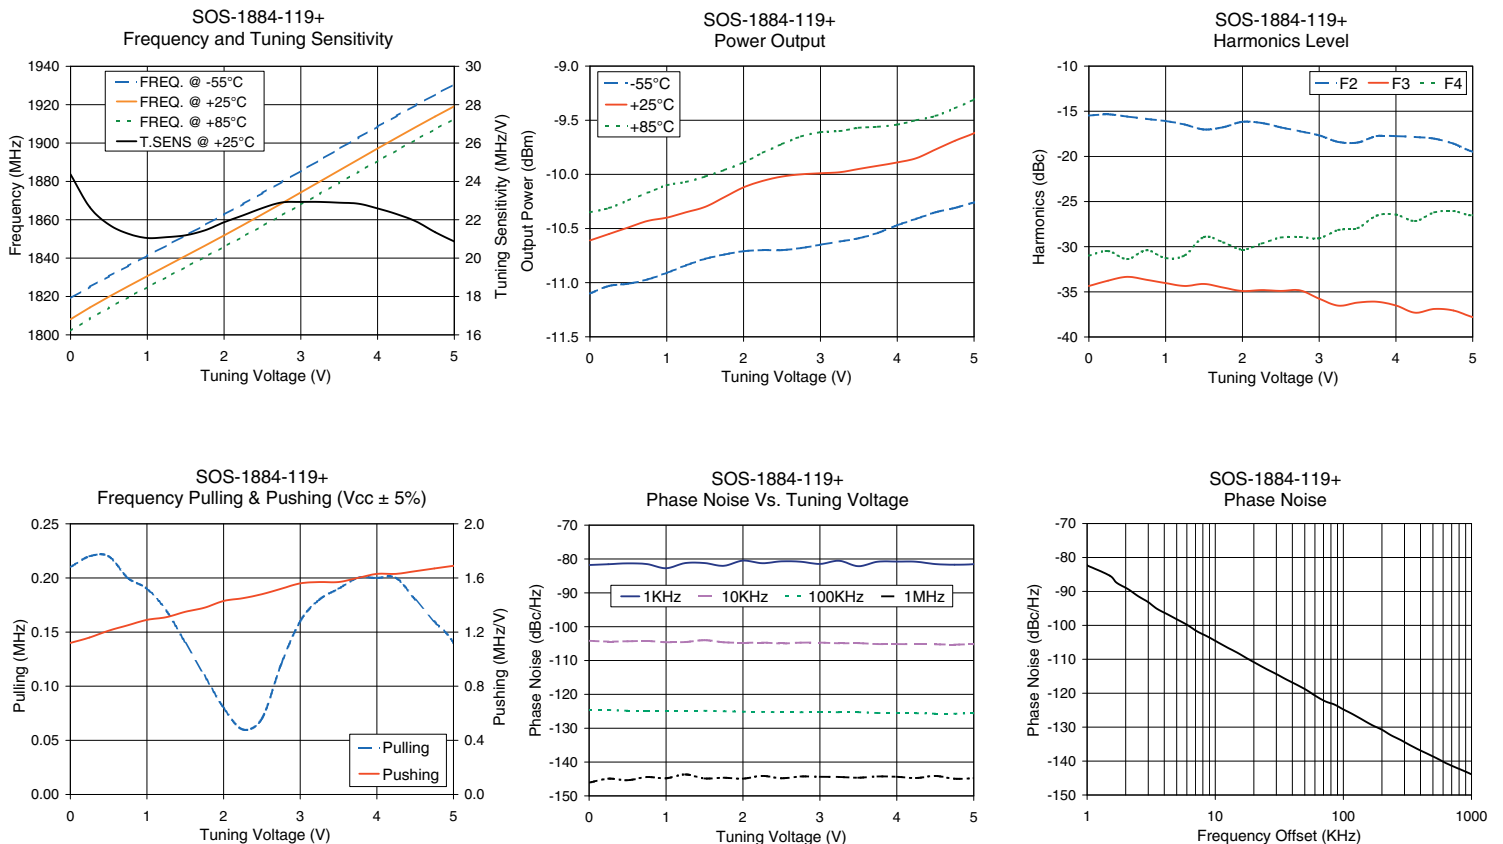 SOS-1884-119+
Frequency and Tuning Sensitivity
1940
1920
1900
1880
1860
1840
1820
1800
Frequency (MHz)
FREQ. @ -55°C
FREQ. @ +25°C
FREQ. @ +85°C
T.SENS @ +25°C
30
28
26
24
22
20
18
16
Tuning Sensitivity (MHz/V)
0 1 2 3 4 5
Tuning Voltage (V)
SOS-1884-119+
Power Output
-9.0
-9.5
-10.0
-10.5
-11.0
-11.5
Output Power (dBm)
-55°C
+25°C
+85°C
0 1 2 3 4 5
Tuning Voltage (V)
SOS-1884-119+
Harmonics Level
-10
-15
-20
-25
-30
-35
-40
Harmonics (dBc)
F2 F3 F4
0 1 2 3 4 5
Tuning Voltage (V)
SOS-1884-119+
Frequency Pulling & Pushing (Vcc ± 5%)
0.25
0.20
0.15
0.10
0.05
0.00
Pulling (MHz)
2.0
1.6
1.2
0.8
0.4
0.0
Pushing (MHz/V)
Pulling
Pushing
0 1 2 3 4 5
Tuning Voltage (V)
SOS-1884-119+
Phase Noise Vs. Tuning Voltage
-70
-80
-90
-100
-110
-120
-130
-140
-150
Phase Noise (dBc/Hz)
1KHz 10KHz 100KHz 1MHz
0 1 2 3 4 5
Tuning Voltage (V)
SOS-1884-119+
Phase Noise
-70
-80
-90
-100
-110
-120
-130
-140
-150
Phase Noise (dBc/Hz)
1 10 100 1000
Frequency Offset (KHz)